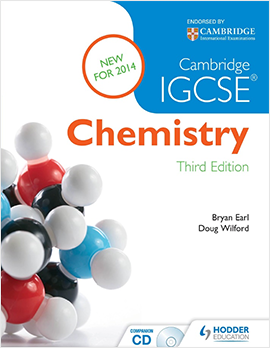 ENDORSED BY
CAMBRIDGE
International Examinations
NEW
FOR 2014
Cambridge
IGCSE®
Chemistry
Third Edition
Bryan Earl
Doug Wilford
COMPANION
CD
HODDER
EDUCATION